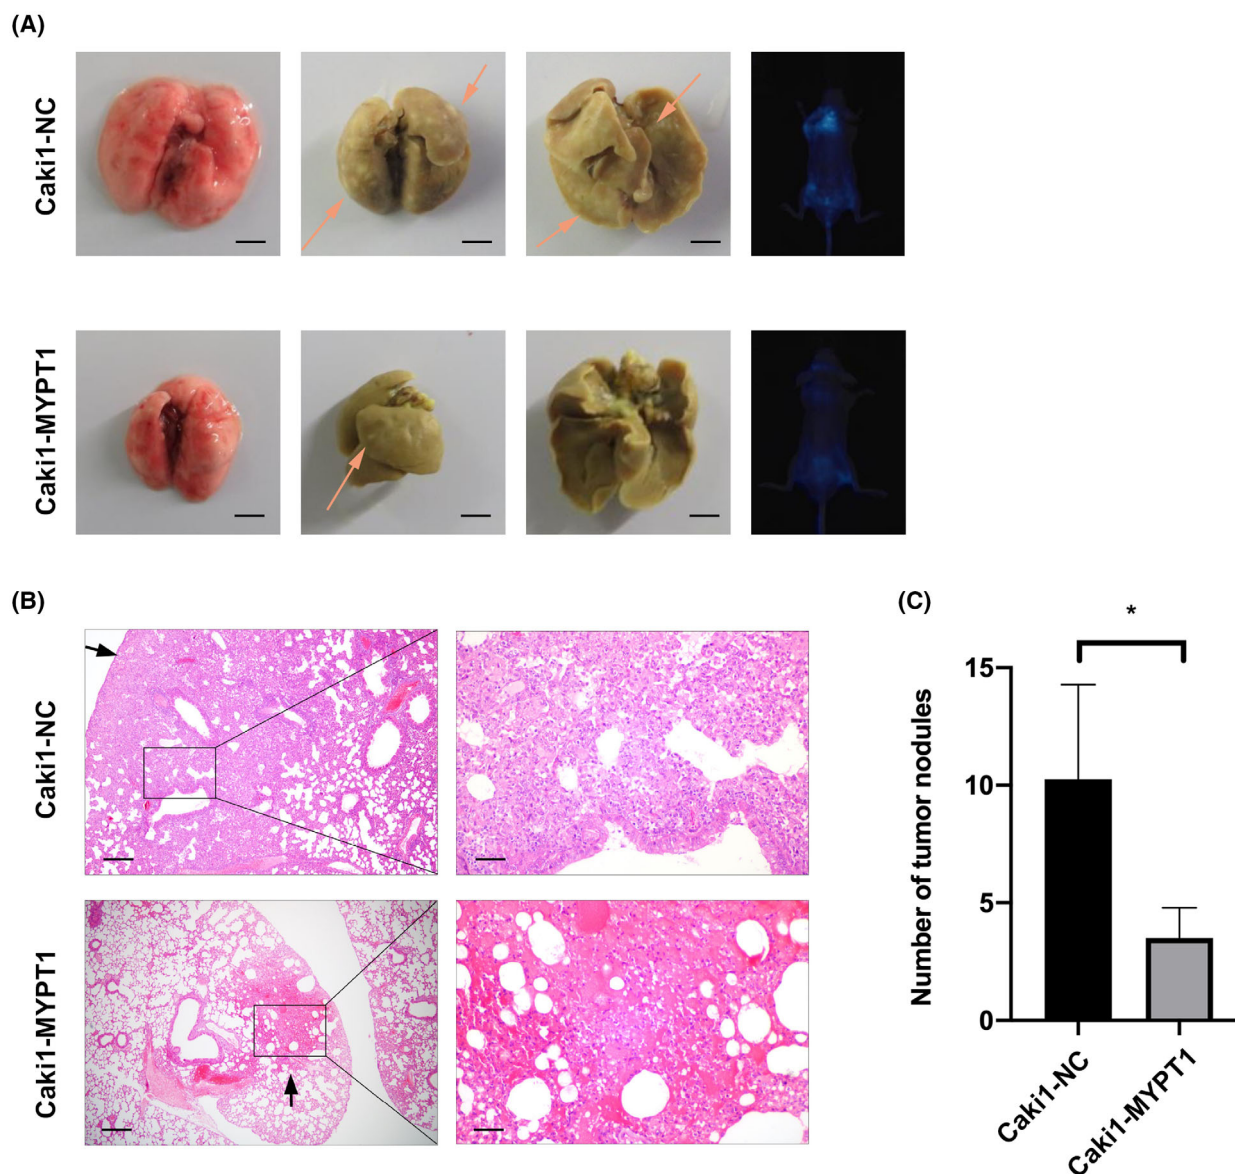 (A)
Caki1-NC
Caki1-MYPT1
(B)
Caki1-NC
Caki1-MYPT1
(C)
*
Number of tumor nodules
15
10
5
0
Caki1-NC
Caki1-MYPT1